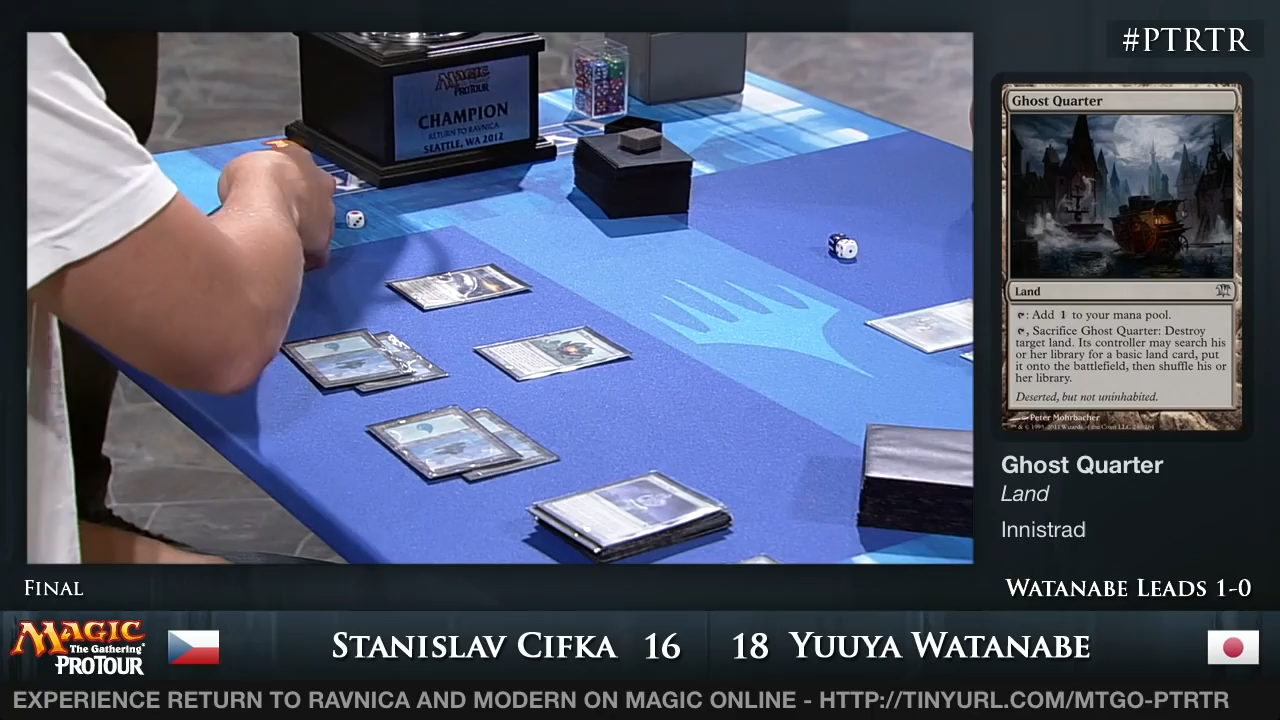 #PTRTR
MAGIC
PROTOUR
CHAMPION
RETURN TO RAVNICA
SEATTLE, WA 2012
Ghost Quarter
Land
: Add 1 to your mana pool.
, Sacrifice Ghost Quarter: Destroy
target land. Its controller may search his
or her library for a basic land card, put
it onto the battlefield, then shuffle his or
her library.
Deserted, but not uninhabited.
Peter Mohrbacher
Ghost Quarter
Land
Innistrad
FINAL
WATANABE LEADS 1-0
MAGIC
The Gathering
PROTOUR
STANISLAV CIFKA 16
18 YUUYA WATANABE
EXPERIENCE RETURN TO RAVNICA AND MODERN ON MAGIC ONLINE - HTTP://TINYURL.COM/MTGO-PTRTR